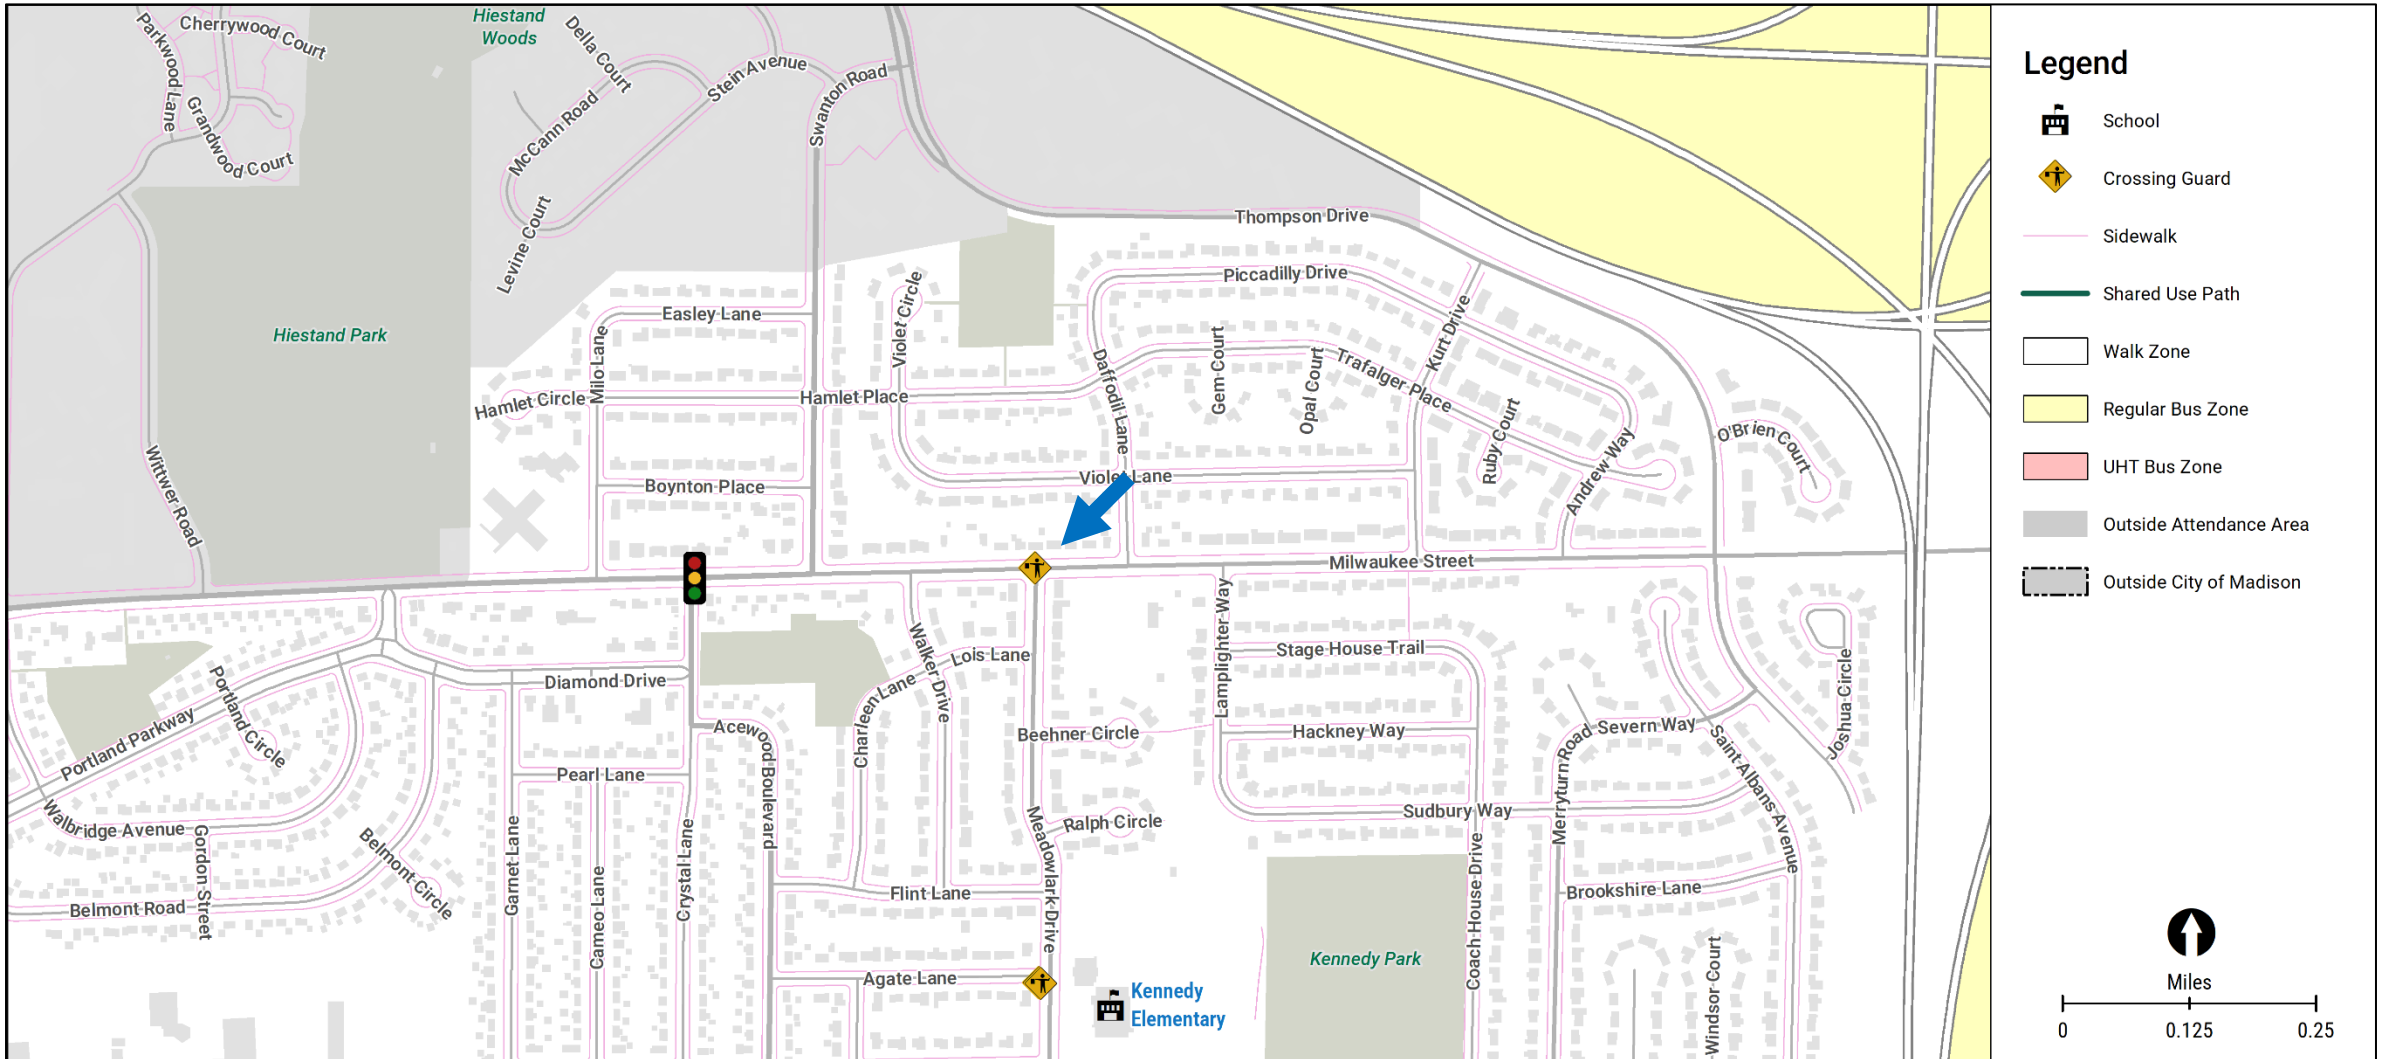 Hiestand
Woods
Cherrywood Court
Parkwood Lane
Grandwood Court
Della Court
McCann Road
Stein Avenue
Swanton Road
Levine Court
Thompson Drive
Piccadilly Drive
Easley Lane
Milo Lane
Violet Circle
Hiestand Park
Hamlet Circle
Hamlet Place
Daffodil Lane
Gem Court
Opal Court
Trafalger Place
Kurt Drive
Ruby Court
Andrew Way
O'Brien Court
Wittwer Road
Boynton Place
Violet Lane
Milwaukee Street
Portland Parkway
Portland Circle
Diamond Drive
Walker Drive
Lois Lane
Charleen Lane
Lamplighter Way
Stage House Trail
Hackney Way
Beehner Circle
Acewood Boulevard
Pearl Lane
Walbridge Avenue
Gordon Street
Belmont Circle
Belmont Road
Garnet Lane
Cameo Lane
Crystal Lane
Flint Lane
Agate Lane
Meadowlark Drive
Ralph Circle
Sudbury Way
Severn Way
Merryturn Road
Saint Albans Avenue
Joshua Circle
Brookshire Lane
Coach House Drive
Windsor Court
Kennedy Park
Kennedy
Elementary
Legend
School
Crossing Guard
Sidewalk
Shared Use Path
Walk Zone
Regular Bus Zone
UHT Bus Zone
Outside Attendance Area
Outside City of Madison
Miles
0 0.125 0.25